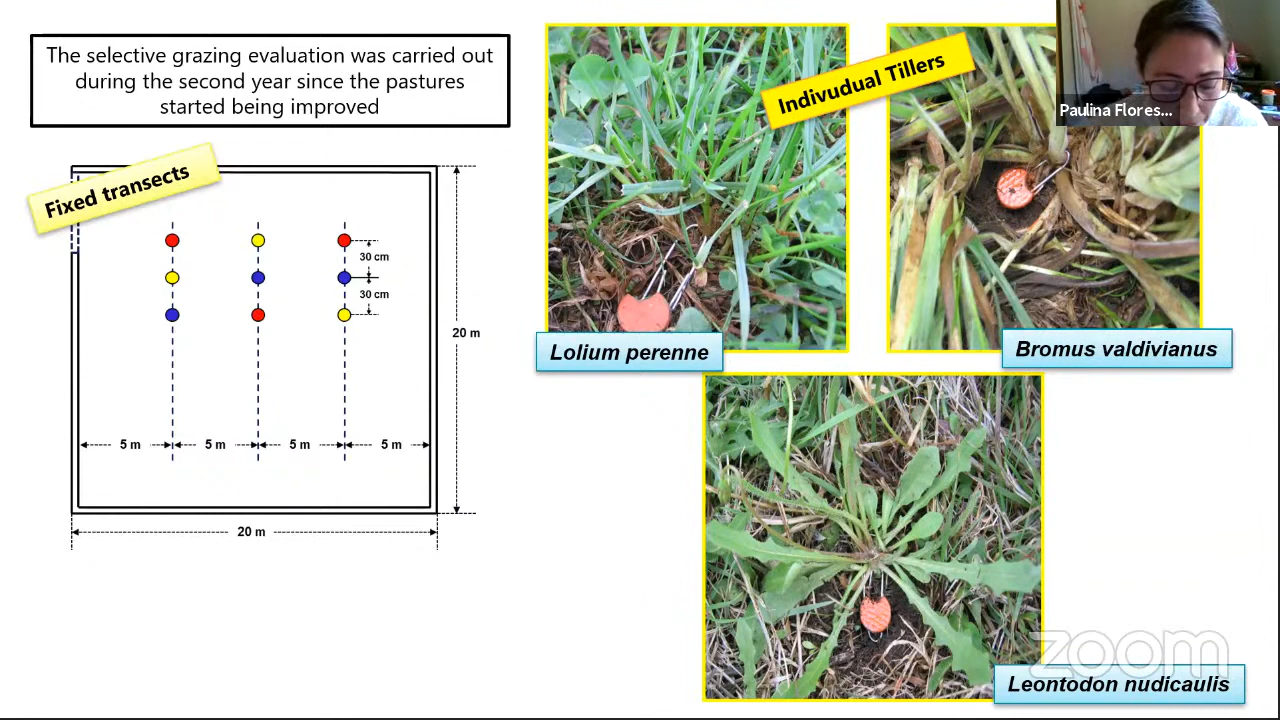 The selective grazing evaluation was carried out
during the second year since the pastures
started being improved
Fixed transects
30 cm
30 cm
20 m
5 m
5 m
5 m
5 m
20 m
Indivudual Tillers
Paulina Flores...
Lolium perenne
Bromus valdivianus
Leontodon nudicaulis
zoom